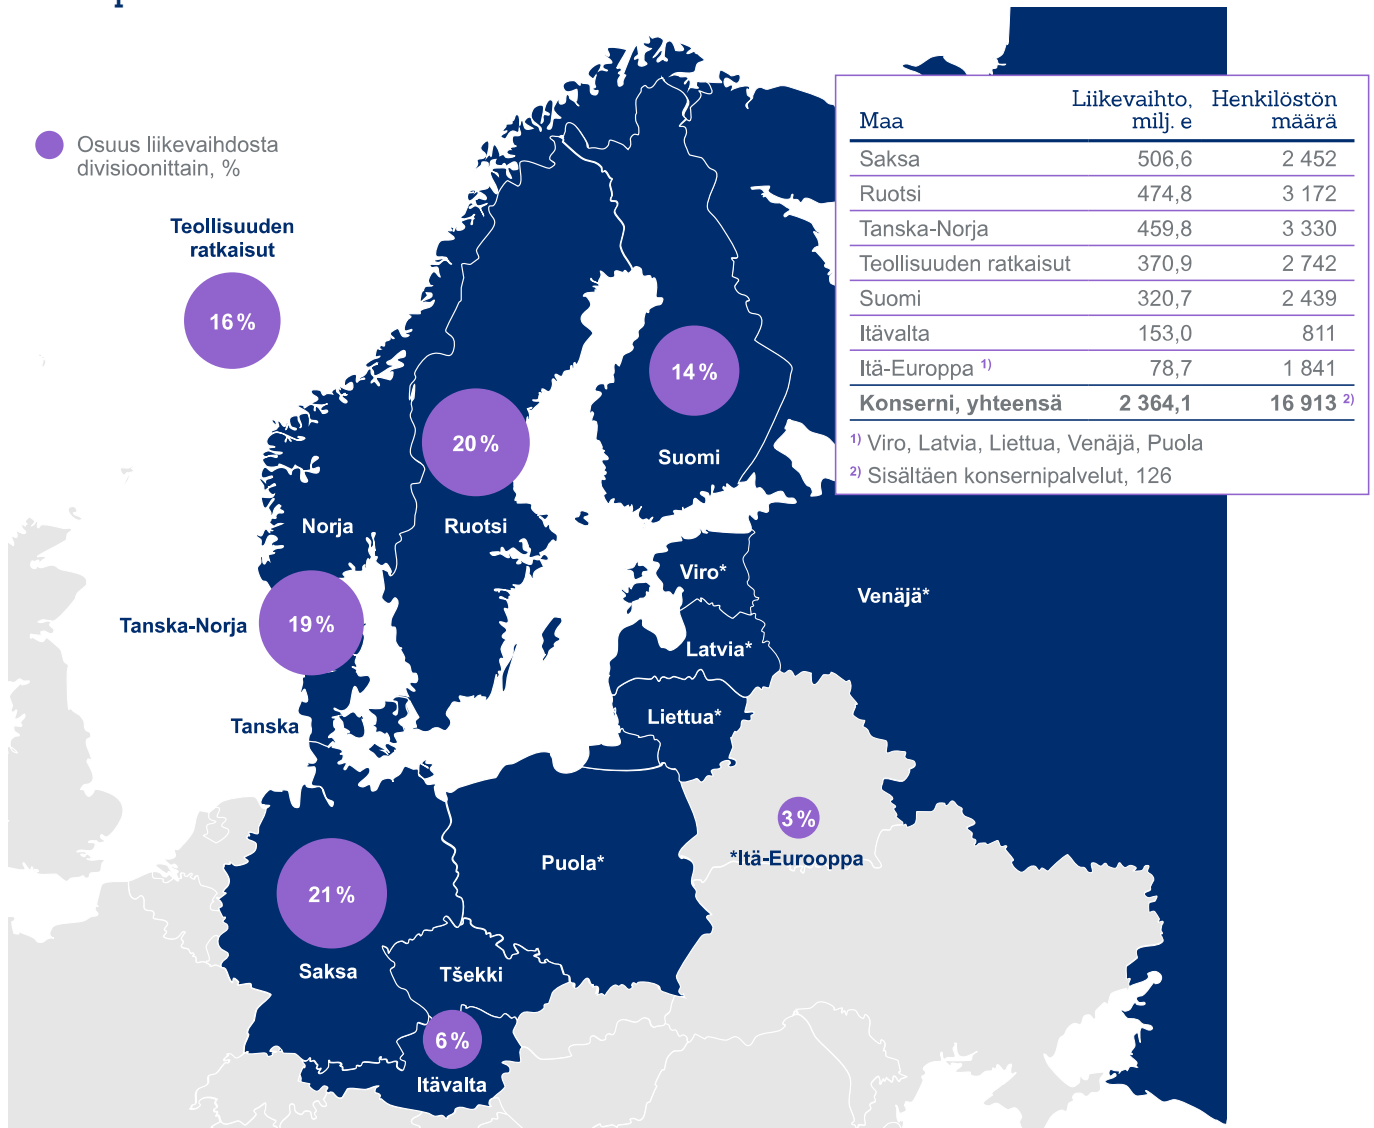 Osuus liikevaihdosta
divisioonittain, %
Teollisuuden
ratkaisut
16 %
14 %
20 %
Suomi
Norja
Ruotsi
Viro*
Venäjä*
Tanska-Norja
19 %
Latvia*
Tanska
Liettua*
3 %
*Itä-Eurooppa
Puola*
21 %
Saksa
Tšekki
6 %
Itävalta
Maa Liikevaihto, milj. e Henkilöstön määrä
Saksa 506,6 2 452
Ruotsi 474,8 3 172
Tanska-Norja 459,8 3 330
Teollisuuden ratkaisut 370,9 2 742
Suomi 320,7 2 439
Itävalta 153,0 811
Itä-Europpa 1) 78,7 1 841
Konserni, yhteensä 2 364,1 16 913 2)
1) Viro, Latvia, Liettua, Venäjä, Puola
2) Sisältäen konsernipalvelut, 126